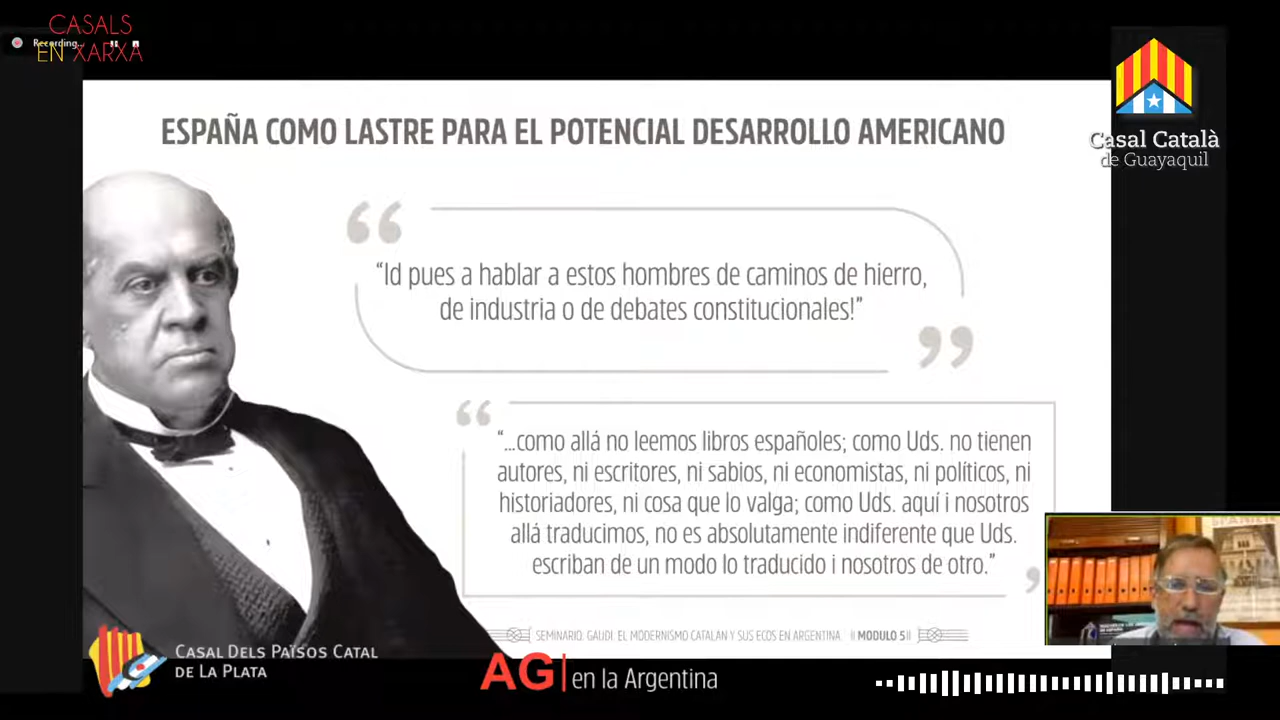 CASALS
EN XARXA
Recording...
ESPAÑA COMO LASTRE PARA EL POTENCIAL DESARROLLO AMERICANO
Casal Català
de Guayaquil
“
“Id pues a hablar a estos hombres de caminos de hierro,
de industria o de debates constitucionales!”
”
“
“...como allá no leemos libros españoles; como Uds. no tienen
autores, ni escritores, ni sabios, ni economistas, ni políticos, ni
historiadores, ni cosa que lo valga; como Uds. aquí i nosotros
allá traducimos, no es absolutamente indiferente que Uds.
escriban de un modo lo traducido i nosotros de otro.”
SEMINARIO. GAUDI. EL MODERNISMO CATALAN Y SUS ECOS EN ARGENTINA || MODULO 5 ||
CASAL DELS PAÏSOS CATAL
DE LA PLATA
AG| en la Argentina